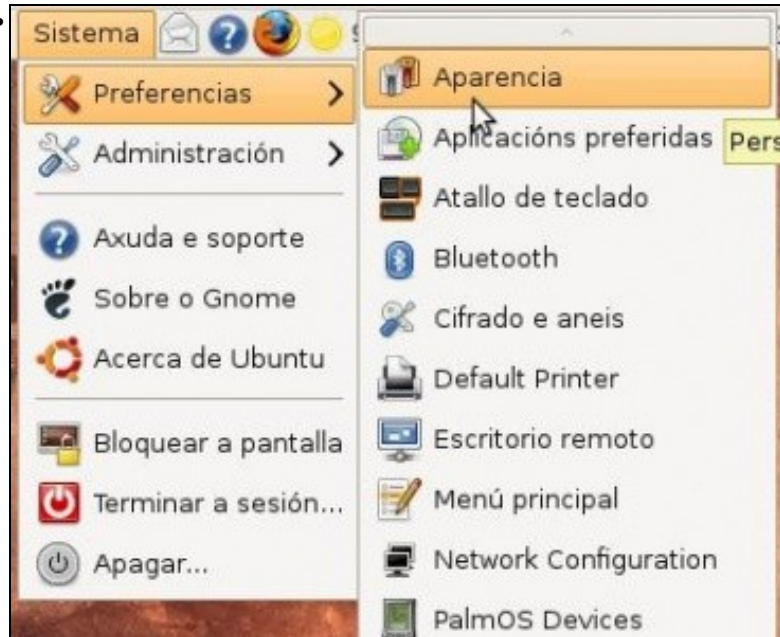 Sistema
Preferencias
Administración
Axuda e soporte
Sobre o Gnome
Acerca de Ubuntu
Bloquear a pantalla
Terminar a sesión...
Apagar...
Aparencia
Aplicacións preferidas
Pers
Atallo de teclado
Bluetooth
Cifrado e aneis
Default Printer
Escritorio remoto
Menú principal
Network Configuration
PalmOS Devices